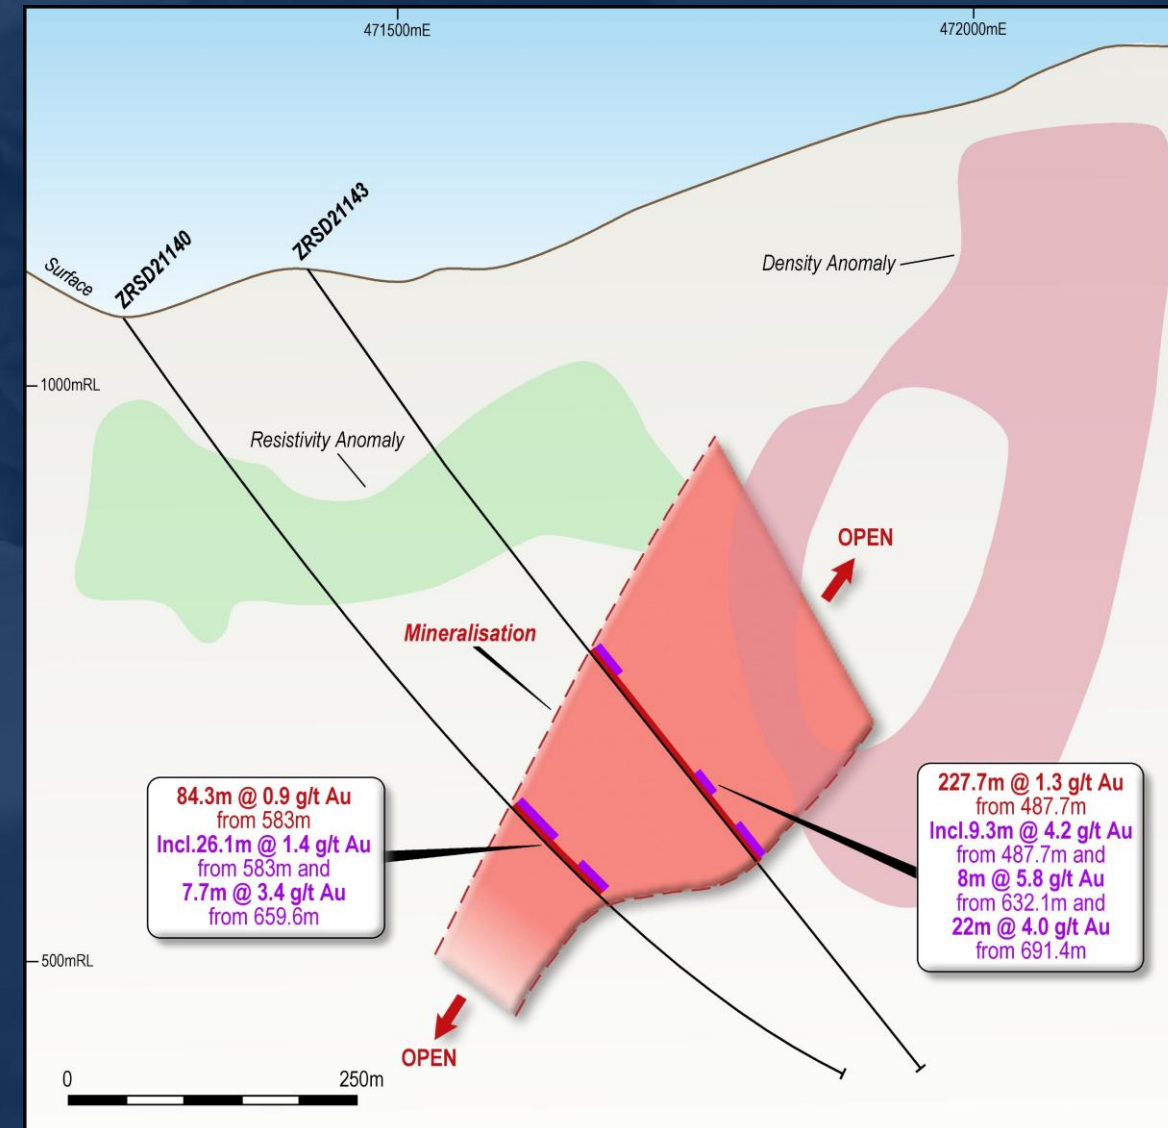 471500mE
472000mE
ZRSD21140
ZRSD21143
Surface
Density Anomaly
1000mRL
Resistivity Anomaly
OPEN
Mineralisation
84.3m @ 0.9 g/t Au
from 583m
Incl.26.1m @ 1.4 g/t Au
from 583m and
7.7m @ 3.4 g/t Au
from 659.6m
227.7m @ 1.3 g/t Au
from 487.7m
Incl.9.3m @ 4.2 g/t Au
from 487.7m and
8m @ 5.8 g/t Au
from 632.1m and
22m @ 4.0 g/t Au
from 691.4m
500mRL
OPEN
0
250m